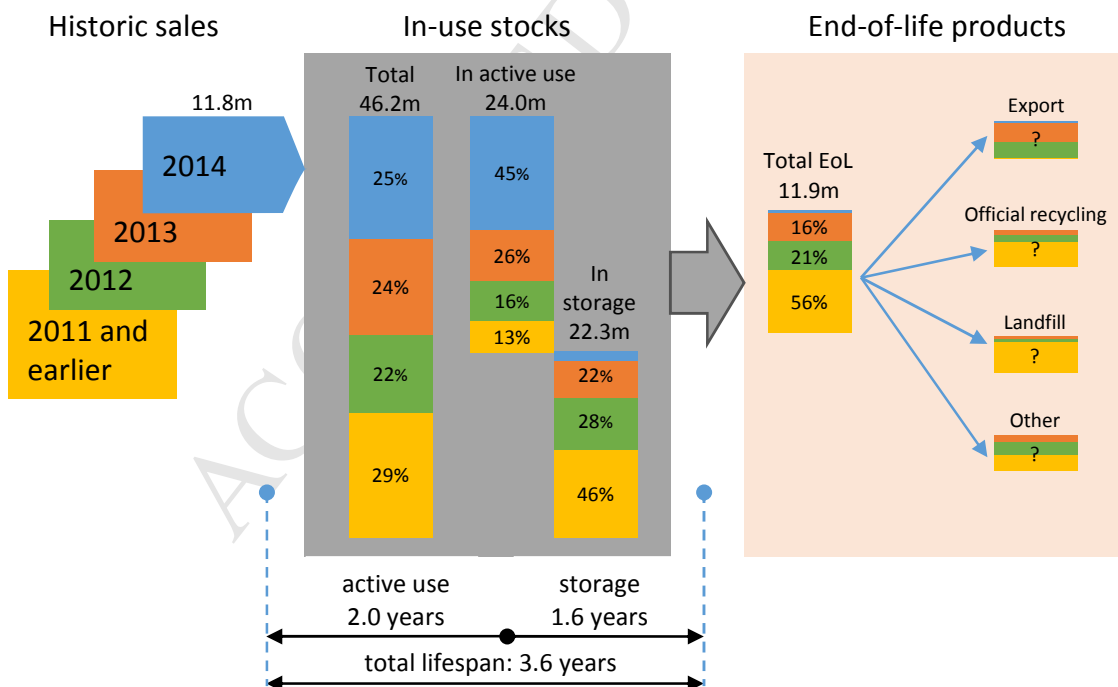 Historic sales
In-use stocks
End-of-life products
11.8m
2014
2013
2012
2011 and
earlier
Total
46.2m
25%
24%
22%
29%
In active use
24.0m
45%
26%
16%
13%
In
storage
22.3m
22%
28%
46%
Total EoL
11.9m
16%
21%
56%
Export
?
Official recycling
?
Landfill
?
Other
?
active use
2.0 years
storage
1.6 years
total lifespan: 3.6 years